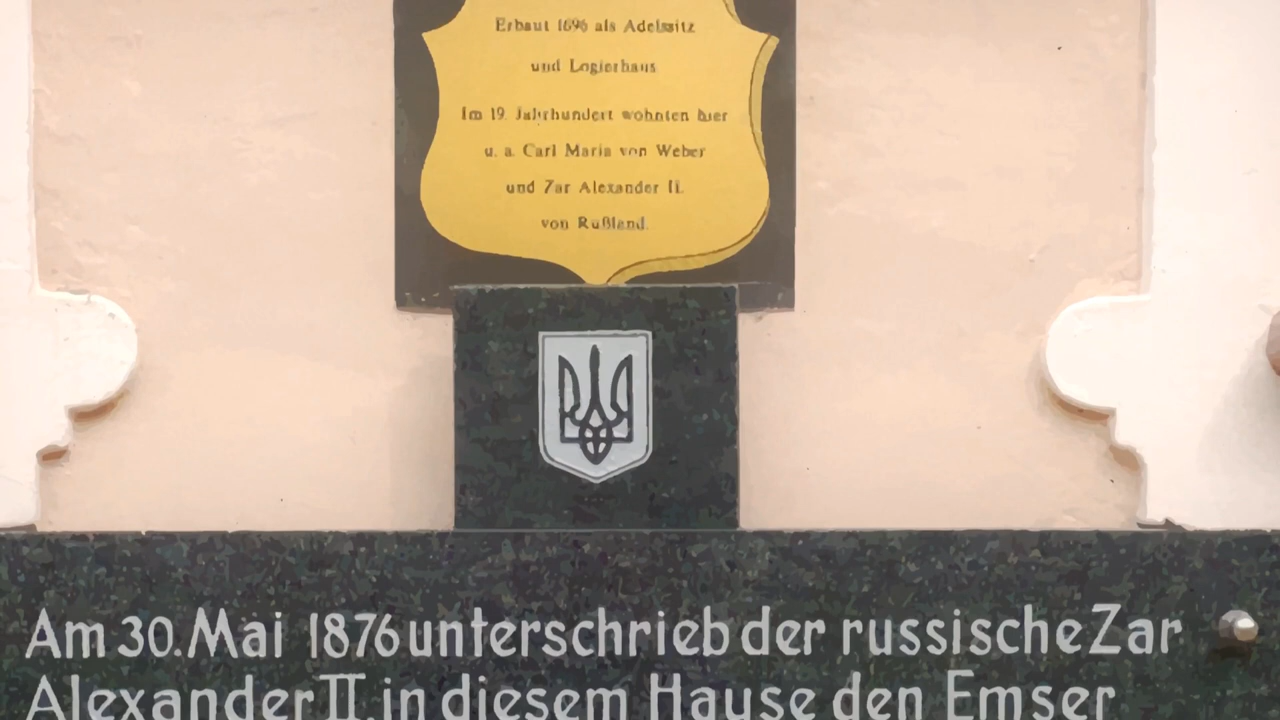 Erbaut 1696 als Adelssitz
und Logierhaus
Im 19. Jahrhundert wohnten hier
u. a. Carl Maria von Weber
und Zar Alexander II.
von Rußland.
Am 30. Mai 1876 unterschrieb der russische Zar
Alexander II. in diesem Hause den Emser